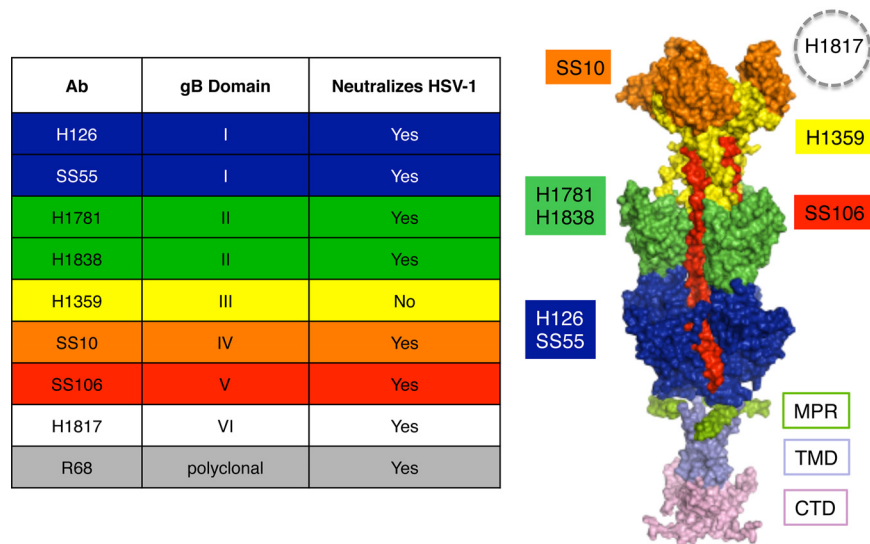 Ab gB Domain Neutralizes HSV-1
H126 I Yes
SS55 I Yes
H1781 II Yes
H1838 II Yes
H1359 III No
SS10 IV Yes
SS106 V Yes
H1817 VI Yes
R68 polyclonal Yes
H1817
SS10
H1359
H1781
H1838
SS106
H126
SS55
MPR
TMD
CTD